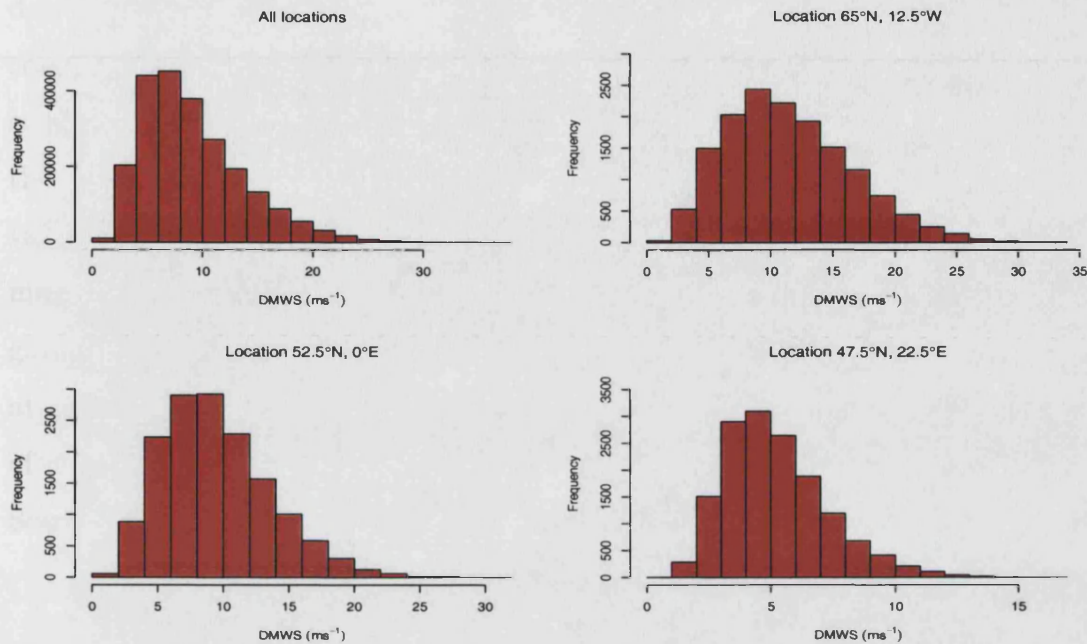 All locations
Frequency
0
200000
400000
0 10 20 30
DMWS (ms⁻¹)
Location 65°N, 12.5°W
Frequency
0
500
1500
2500
0 5 10 15 20 25 30 35
DMWS (ms⁻¹)
Location 52.5°N, 0°E
Frequency
0
500
1500
2500
0 5 10 15 20 25 30
DMWS (ms⁻¹)
Location 47.5°N, 22.5°E
Frequency
0
500
1500
2500
3500
0 5 10 15
DMWS (ms⁻¹)